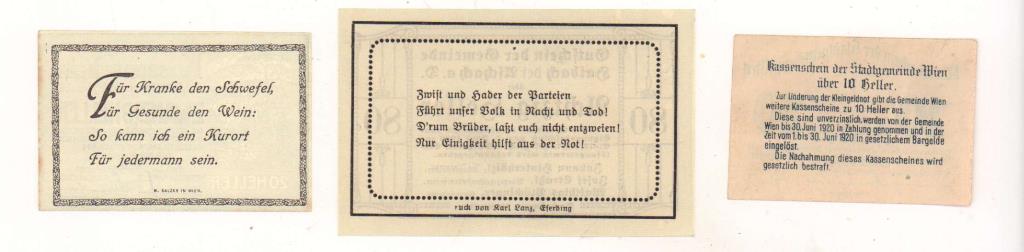 Für Kranke den Schwefel,
Für Gesunde den Wein:
So kann ich ein Kurort
Für jedermann sein.
W. SALZER IN WIEN.
Zwist und Hader der Parteien
Führt unser Volk in Nacht und Tod!
D'rum Brüder, laßt euch nicht entzweien!
Nur Einigkeit hilft aus der Not!
ruck von Karl Lanz, Eferding
Kassenschein der Stadtgemeinde Wien
über 10 Heller.
Zur Linderung der Kleingeldnot gibt die Gemeinde Wien
weitere Kassenscheine zu 10 Heller aus.
Diese sind unverzinslich, werden von der Gemeinde
Wien bis 30. Juni 1920 in Zahlung genommen und in der
Zeit vom 1. bis 30. Juni 1920 in gesetzlichem Bargelde
eingelöst.
Die Nachahmung dieses Kassenscheines wird
gesetzlich bestraft.